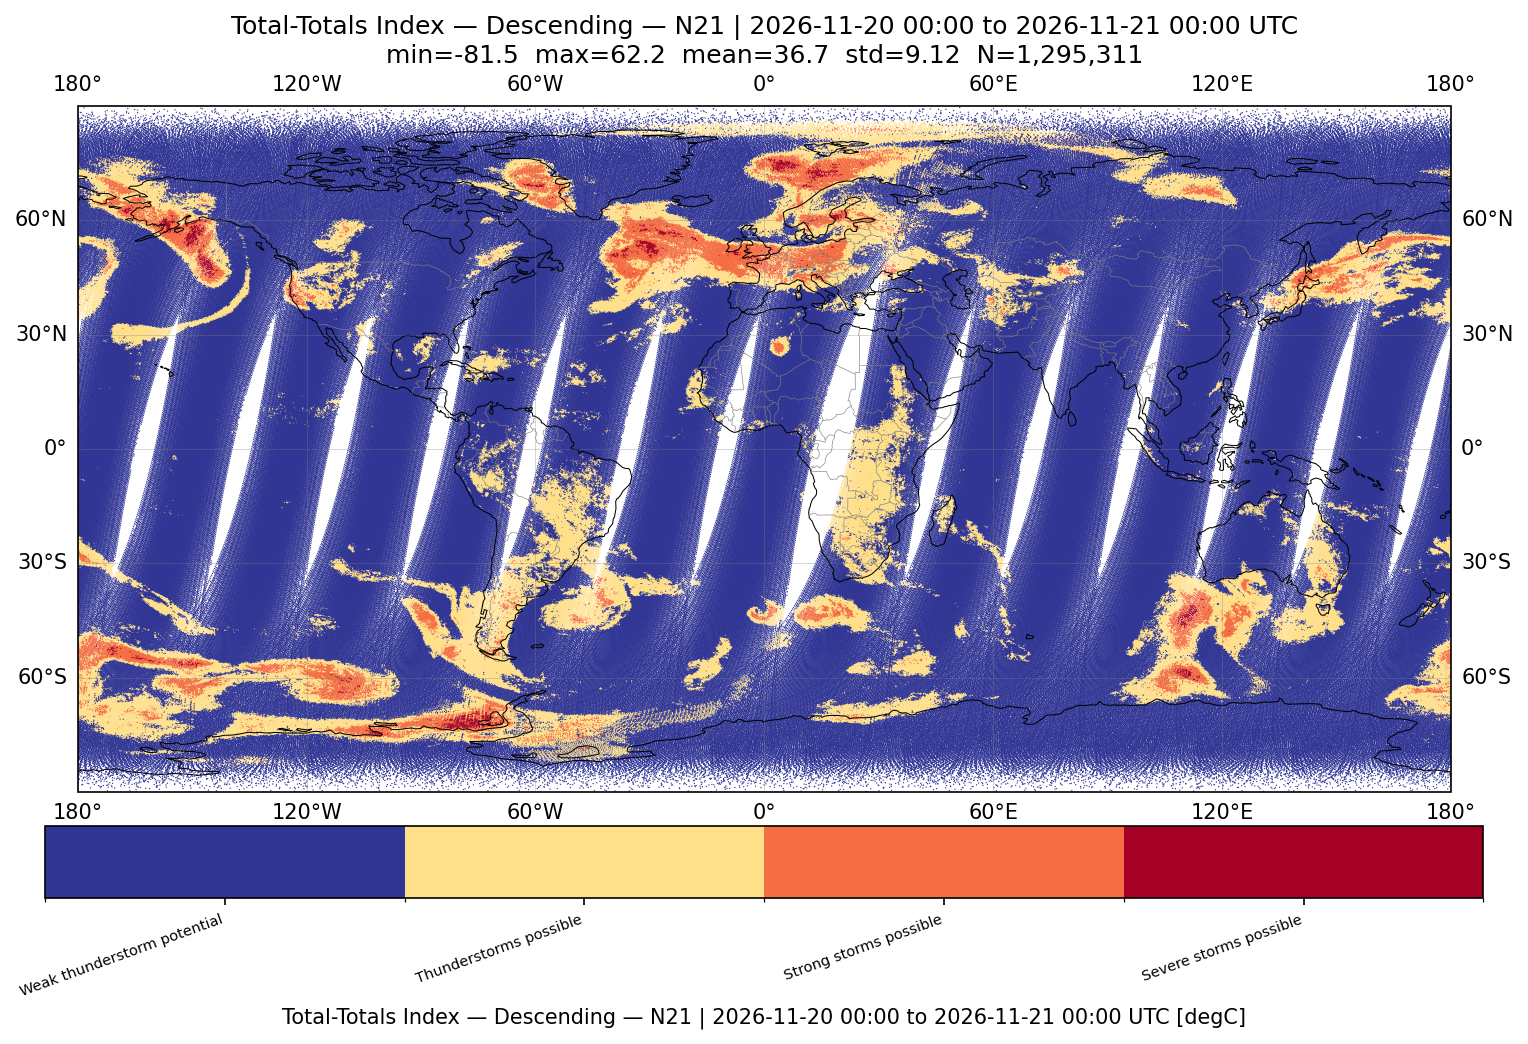 Total-Totals Index — Descending — N21 | 2026-11-20 00:00 to 2026-11-21 00:00 UTC
min=-81.5  max=62.2  mean=36.7  std=9.12  N=1,295,311
180° 120°W 60°W 0° 60°E 120°E 180°
60°N 60°N
30°N 30°N
0° 0°
30°S 30°S
60°S 60°S
180° 120°W 60°W 0° 60°E 120°E 180°
Weak thunderstorm potential Thunderstorms possible Strong storms possible Severe storms possible
Total-Totals Index — Descending — N21 | 2026-11-20 00:00 to 2026-11-21 00:00 UTC [degC]